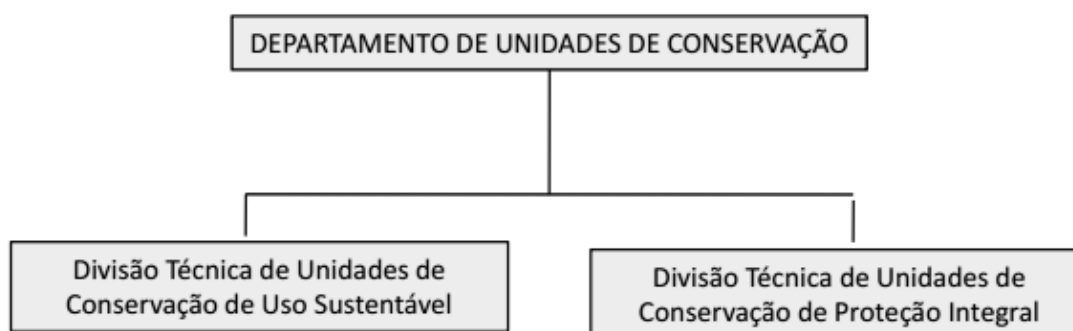 DEPARTAMENTO DE UNIDADES DE CONSERVAÇÃO
Divisão Técnica de Unidades de
Conservação de Uso Sustentável
Divisão Técnica de Unidades de
Conservação de Proteção Integral